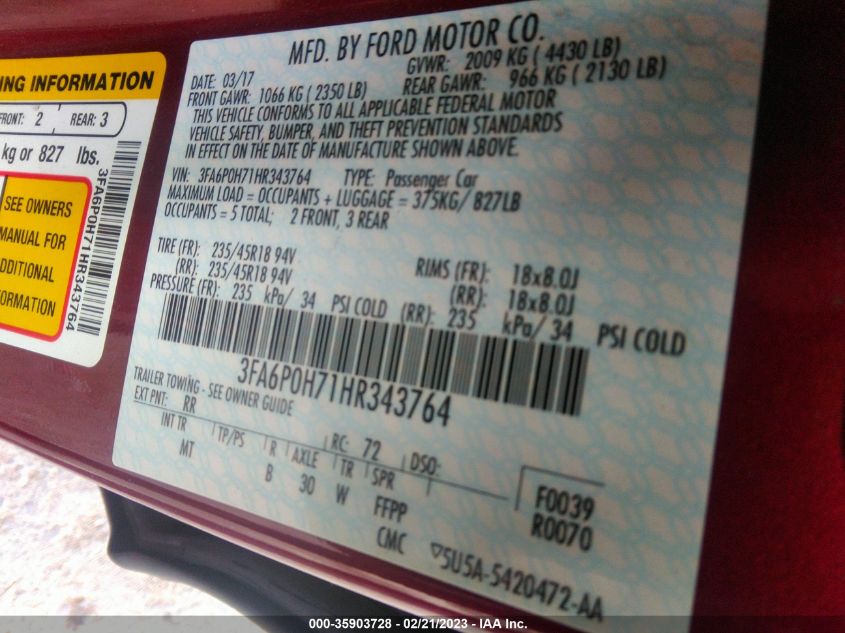 MFD. BY FORD MOTOR CO.
DATE: 03/17 GVWR: 2009 KG ( 4430 LB)
FRONT GAWR: 1066 KG ( 2350 LB) REAR GAWR: 966 KG ( 2130 LB)
THIS VEHICLE CONFORMS TO ALL APPLICABLE FEDERAL MOTOR
VEHICLE SAFETY, BUMPER, AND THEFT PREVENTION STANDARDS
IN EFFECT ON THE DATE OF MANUFACTURE SHOWN ABOVE.
VIN: 3FA6P0H71HR343764 TYPE: Passenger Car
MAXIMUM LOAD = OCCUPANTS + LUGGAGE = 375KG/ 827LB
OCCUPANTS = 5 TOTAL; 2 FRONT, 3 REAR
TIRE (FR): 235/45R18 94V RIMS (FR): 18x8.0J
(RR): 235/45R18 94V (RR): 18x8.0J
PRESSURE (FR): 235 kPa/ 34 PSI COLD (RR): 235 kPa/ 34 PSI COLD
3FA6P0H71HR343764
TRAILER TOWING - SEE OWNER GUIDE
EXT PNT: RR RC: 72 DSO:
INT TR TP/PS R AXLE TR SPR
MT B 30 W FFPP
CMC
F0039
R0070
▽5U5A-5420472-AA
NG INFORMATION
FRONT: 2 REAR: 3
kg or 827 lbs.
SEE OWNERS
MANUAL FOR
DDITIONAL
FORMATION
3FA6P0H71HR343764
000-35903728 - 02/21/2023 - IAA Inc.